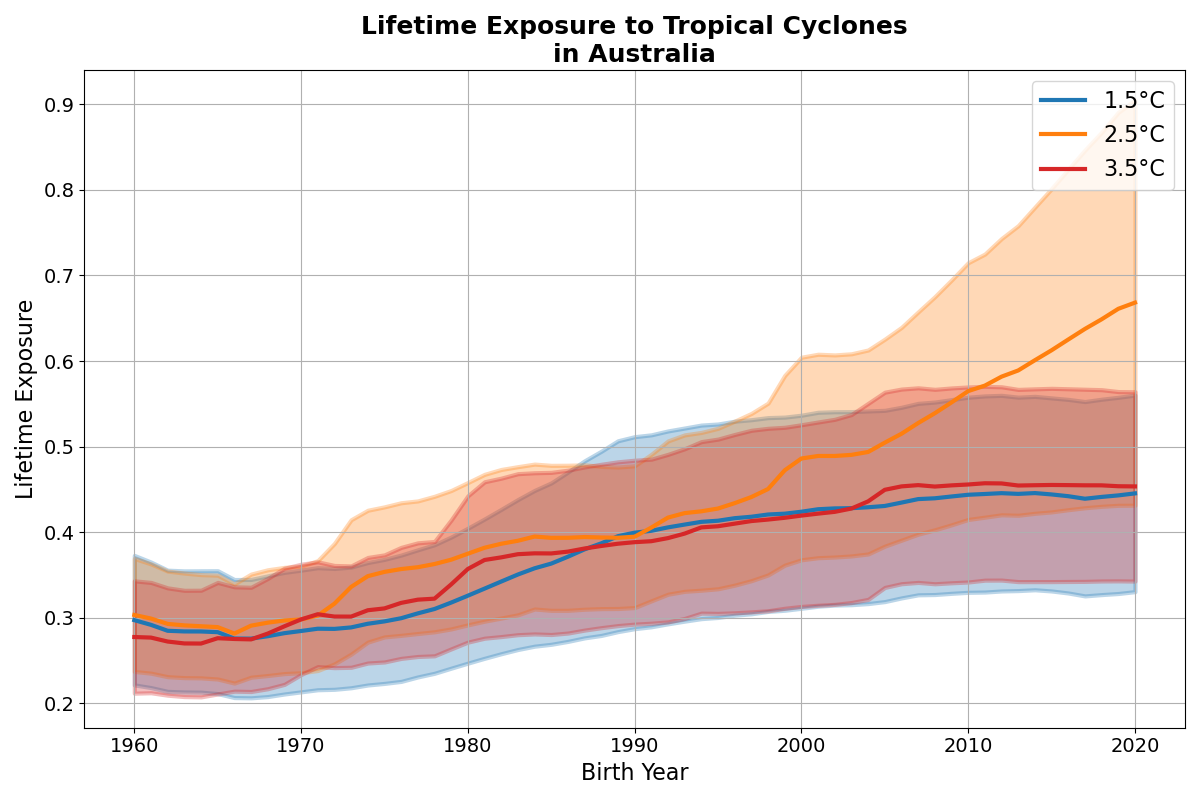 Lifetime Exposure to Tropical Cyclones
in Australia
1.5°C
2.5°C
3.5°C
Lifetime Exposure
0.9
0.8
0.7
0.6
0.5
0.4
0.3
0.2
1960 1970 1980 1990 2000 2010 2020
Birth Year